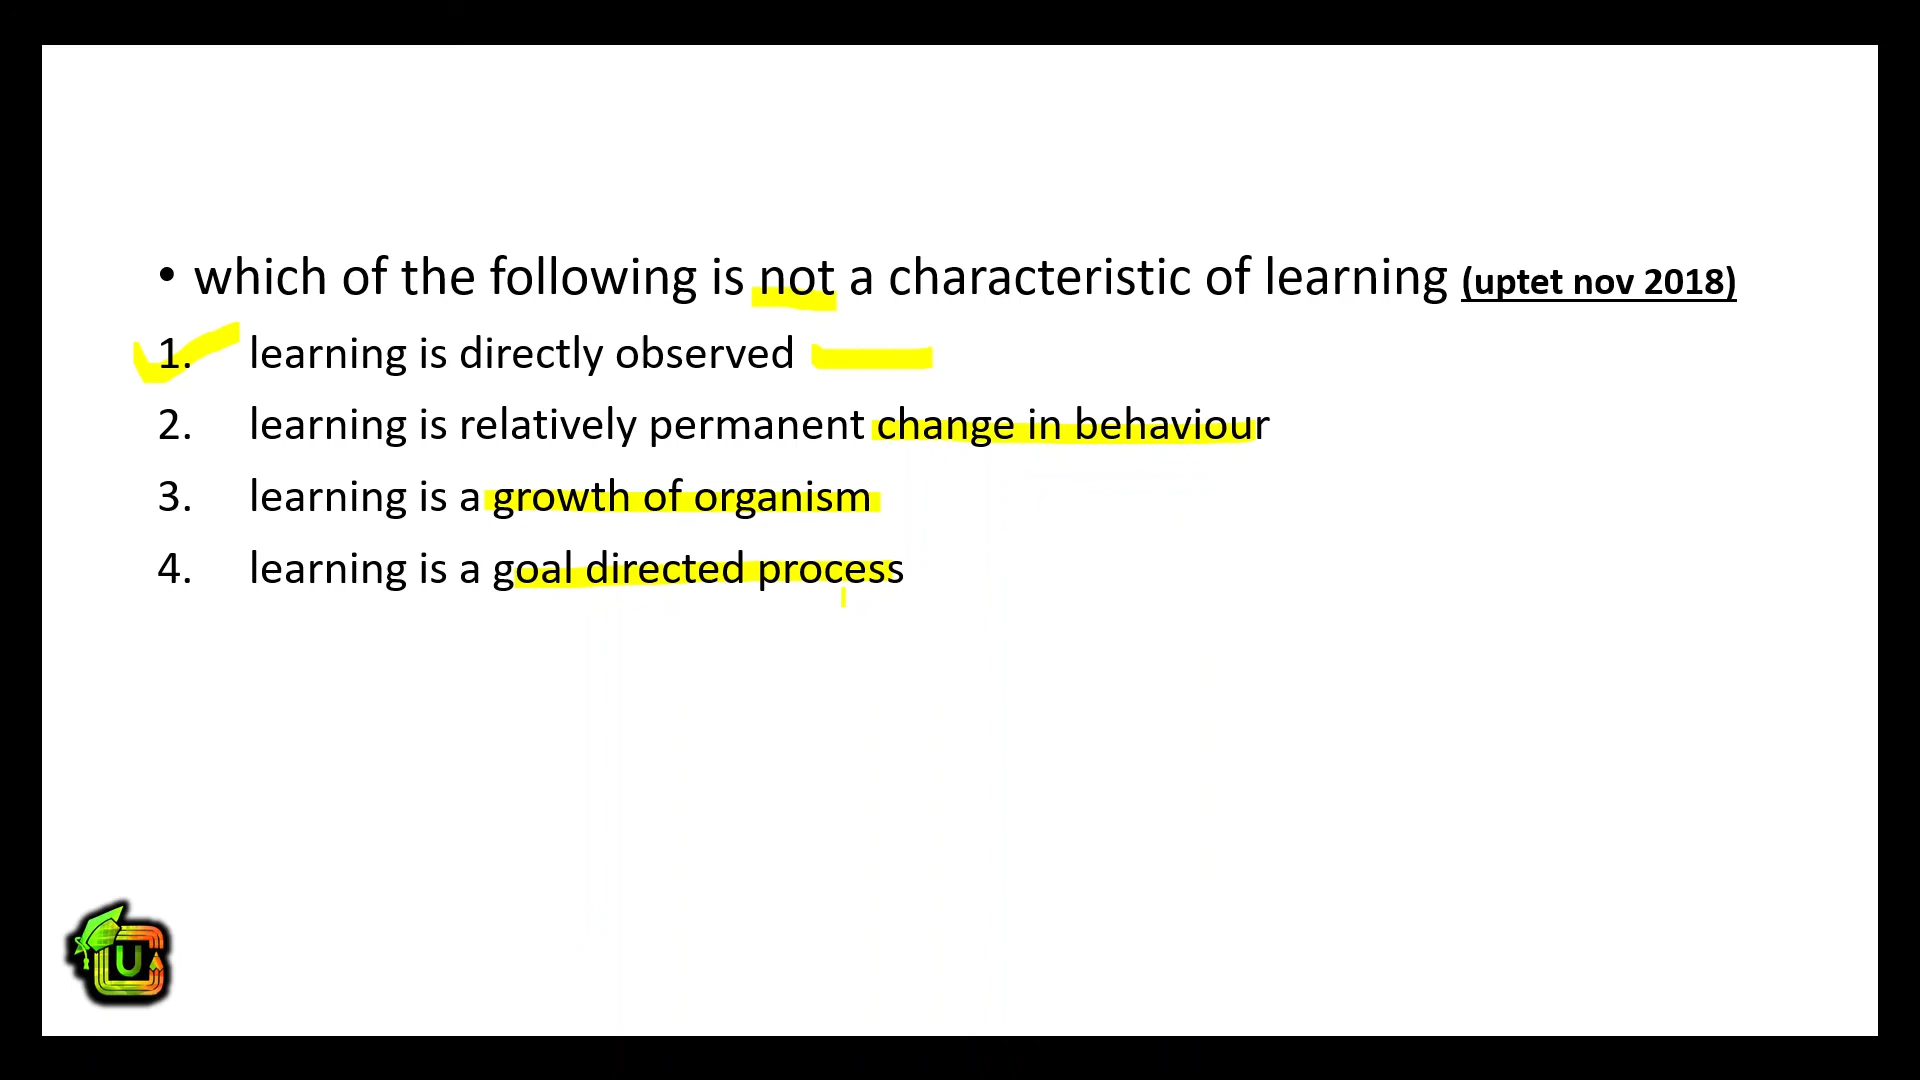 • which of the following is not a characteristic of learning (uptet nov 2018)
1. learning is directly observed
2. learning is relatively permanent change in behaviour
3. learning is a growth of organism
4. learning is a goal directed process
U